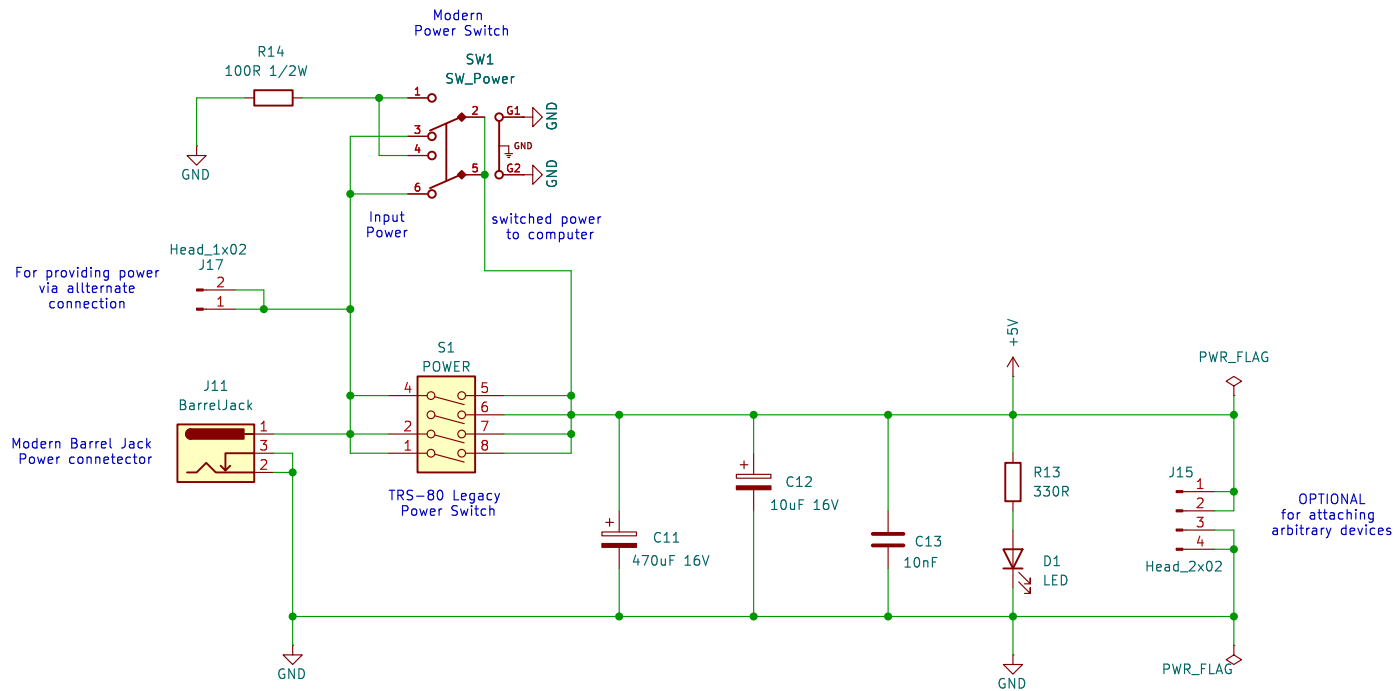 Modern
Power Switch
R14
100R 1/2W
SW1
SW_Power
1
2
3
4
5
6
G1
GND
GND
G2
GND
GND
Input
Power
switched power
to computer
Head_1x02
J17
2
1
For providing power
via allternate
connection
S1
POWER
4
5
6
2
7
1
8
TRS-80 Legacy
Power Switch
J11
BarrelJack
1
3
2
Modern Barrel Jack
Power connetector
GND
+
C11
470uF 16V
+
C12
10uF 16V
C13
10nF
+5V
R13
330R
D1
LED
GND
PWR_FLAG
J15
1
2
3
4
Head_2x02
OPTIONAL
for attaching
arbitrary devices
PWR_FLAG